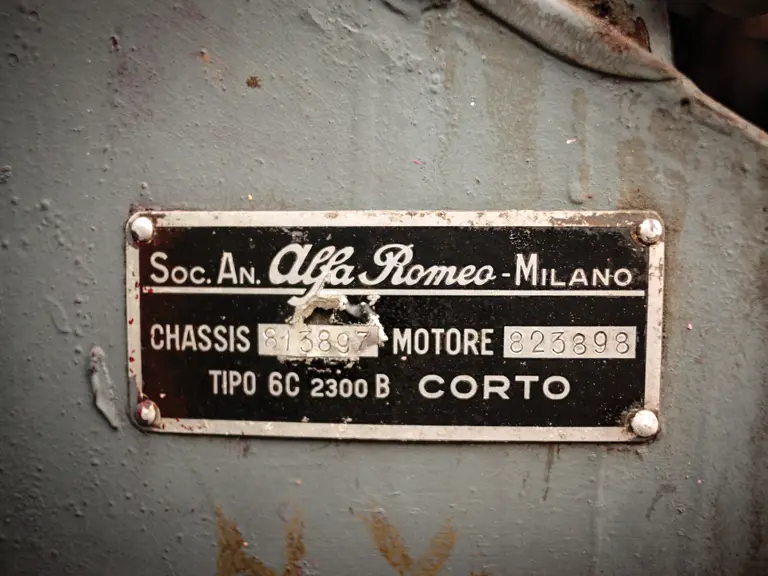 Soc. An. Alfa Romeo - Milano
CHASSIS 813897 MOTORE 823898
TIPO 6C 2300 B CORTO